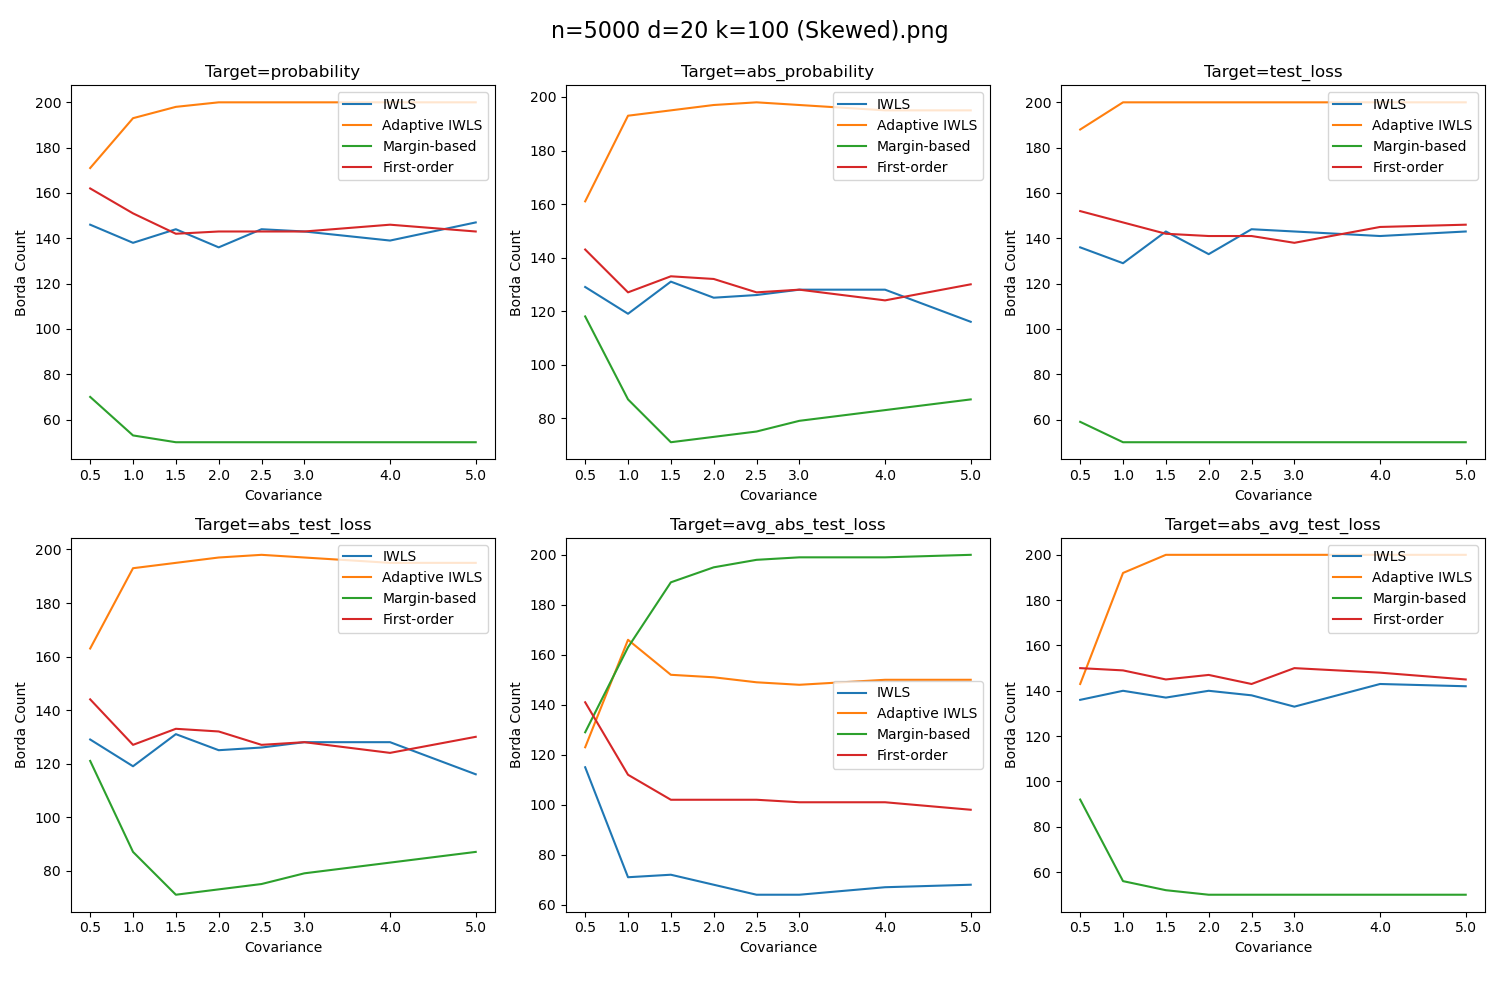 n=5000 d=20 k=100 (Skewed).png
Target=probability
200
180
160
140
120
100
80
60
Borda Count
IWLS
Adaptive IWLS
Margin-based
First-order
0.5 1.0 1.5 2.0 2.5 3.0 4.0 5.0
Covariance
Target=abs_probability
200
180
160
140
120
100
80
Borda Count
IWLS
Adaptive IWLS
Margin-based
First-order
0.5 1.0 1.5 2.0 2.5 3.0 4.0 5.0
Covariance
Target=test_loss
200
180
160
140
120
100
80
60
Borda Count
IWLS
Adaptive IWLS
Margin-based
First-order
0.5 1.0 1.5 2.0 2.5 3.0 4.0 5.0
Covariance
Target=abs_test_loss
200
180
160
140
120
100
80
Borda Count
IWLS
Adaptive IWLS
Margin-based
First-order
0.5 1.0 1.5 2.0 2.5 3.0 4.0 5.0
Covariance
Target=avg_abs_test_loss
200
180
160
140
120
100
80
60
Borda Count
IWLS
Adaptive IWLS
Margin-based
First-order
0.5 1.0 1.5 2.0 2.5 3.0 4.0 5.0
Covariance
Target=abs_avg_test_loss
200
180
160
140
120
100
80
60
Borda Count
IWLS
Adaptive IWLS
Margin-based
First-order
0.5 1.0 1.5 2.0 2.5 3.0 4.0 5.0
Covariance